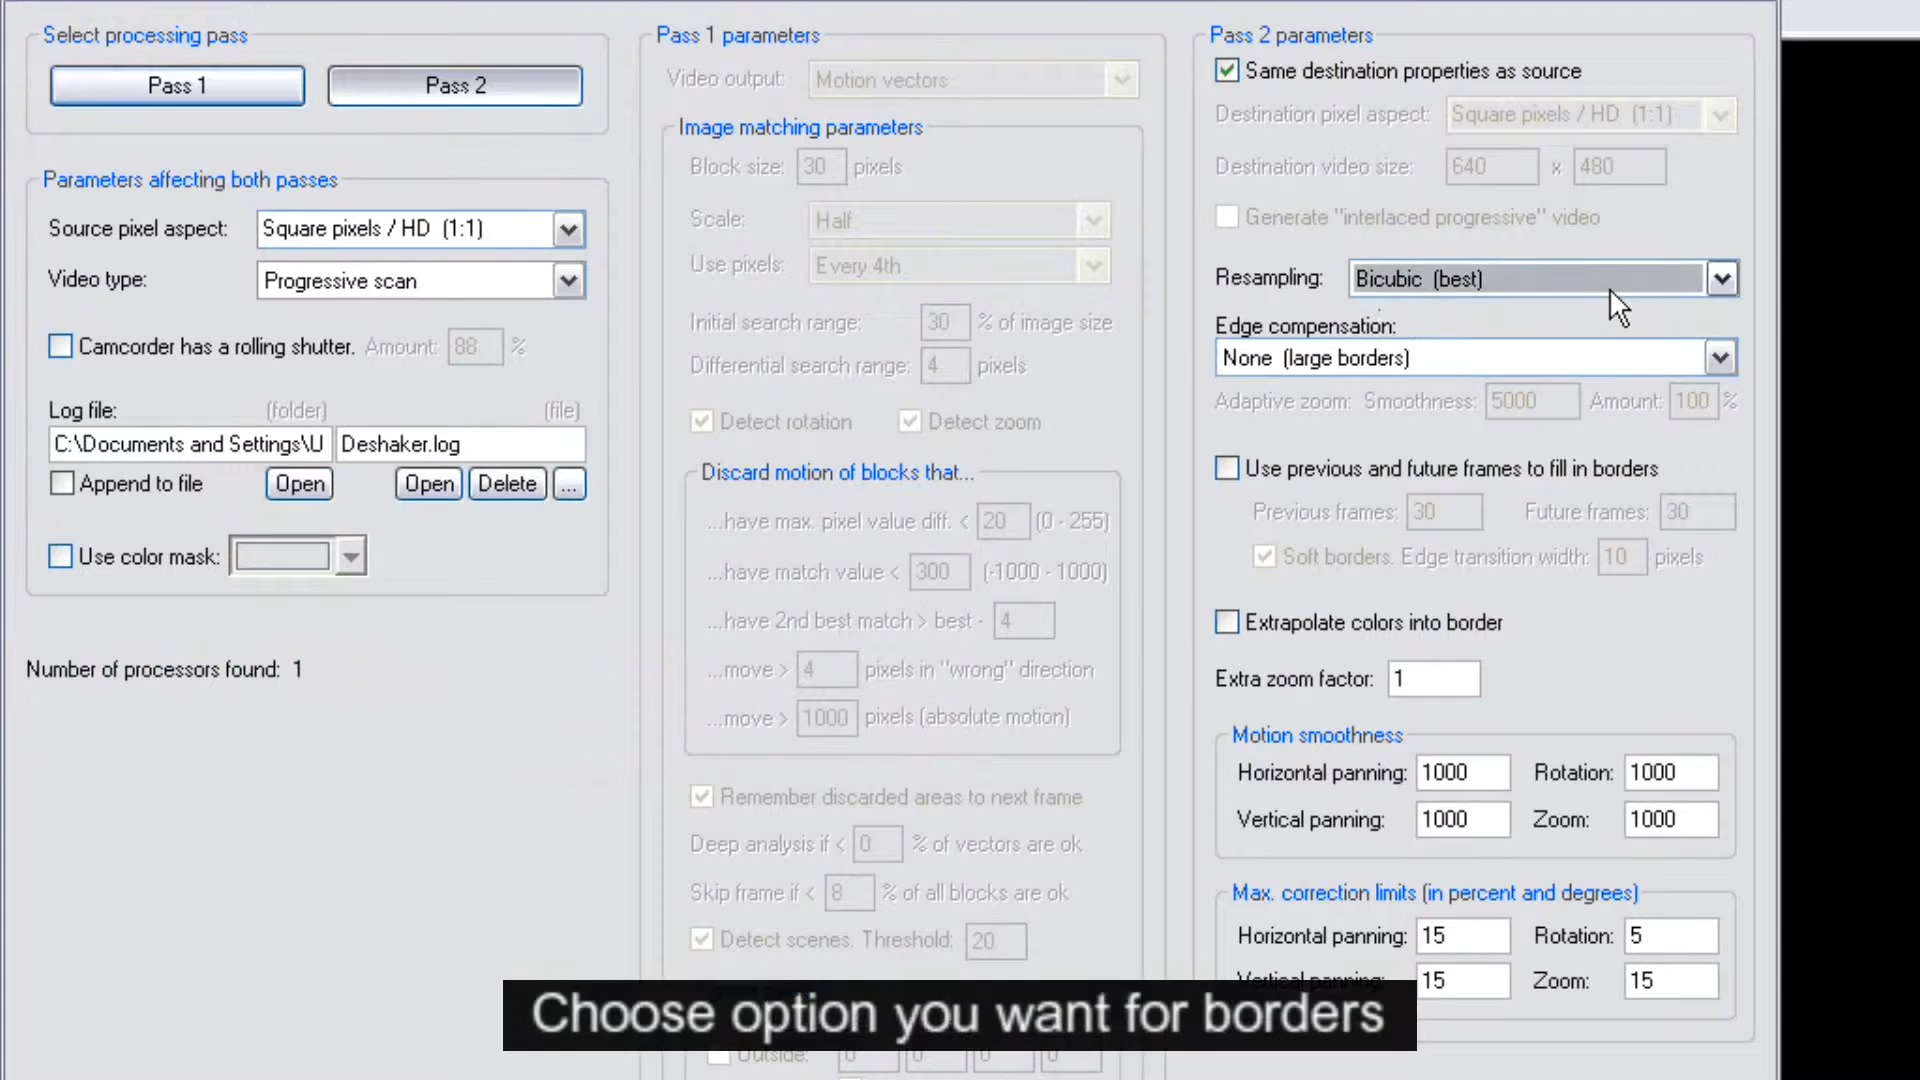 Select processing pass
Pass 1
Pass 2
Parameters affecting both passes
Source pixel aspect: Square pixels / HD (1:1)
Video type: Progressive scan
Camcorder has a rolling shutter. Amount: 88 %
Log file: (folder) (file)
C:\Documents and Settings\U Deshaker.log
Append to file Open Open Delete ...
Use color mask:
Number of processors found: 1
Pass 1 parameters
Video output: Motion vectors
Image matching parameters
Block size: 30 pixels
Scale: Half
Use pixels: Every 4th
Initial search range: 30 % of image size
Differential search range: 4 pixels
Detect rotation Detect zoom
Discard motion of blocks that...
...have max. pixel value diff. < 20 (0 - 255)
...have match value < 300 (-1000 - 1000)
...have 2nd best match > best - 4
...move > 4 pixels in "wrong" direction
...move > 1000 pixels (absolute motion)
Remember discarded areas to next frame
Deep analysis if < 0 % of vectors are ok
Skip frame if < 8 % of all blocks are ok
Detect scenes. Threshold: 20
Outside: 0 0 0 0
Pass 2 parameters
Same destination properties as source
Destination pixel aspect: Square pixels / HD (1:1)
Destination video size: 640 x 480
Generate "interlaced progressive" video
Resampling: Bicubic (best)
Edge compensation:
None (large borders)
Adaptive zoom: Smoothness: 5000 Amount: 100 %
Use previous and future frames to fill in borders
Previous frames: 30 Future frames: 30
Soft borders. Edge transition width: 10 pixels
Extrapolate colors into border
Extra zoom factor: 1
Motion smoothness
Horizontal panning: 1000 Rotation: 1000
Vertical panning: 1000 Zoom: 1000
Max. correction limits (in percent and degrees)
Horizontal panning: 15 Rotation: 5
Vertical panning: 15 Zoom: 15
Choose option you want for borders